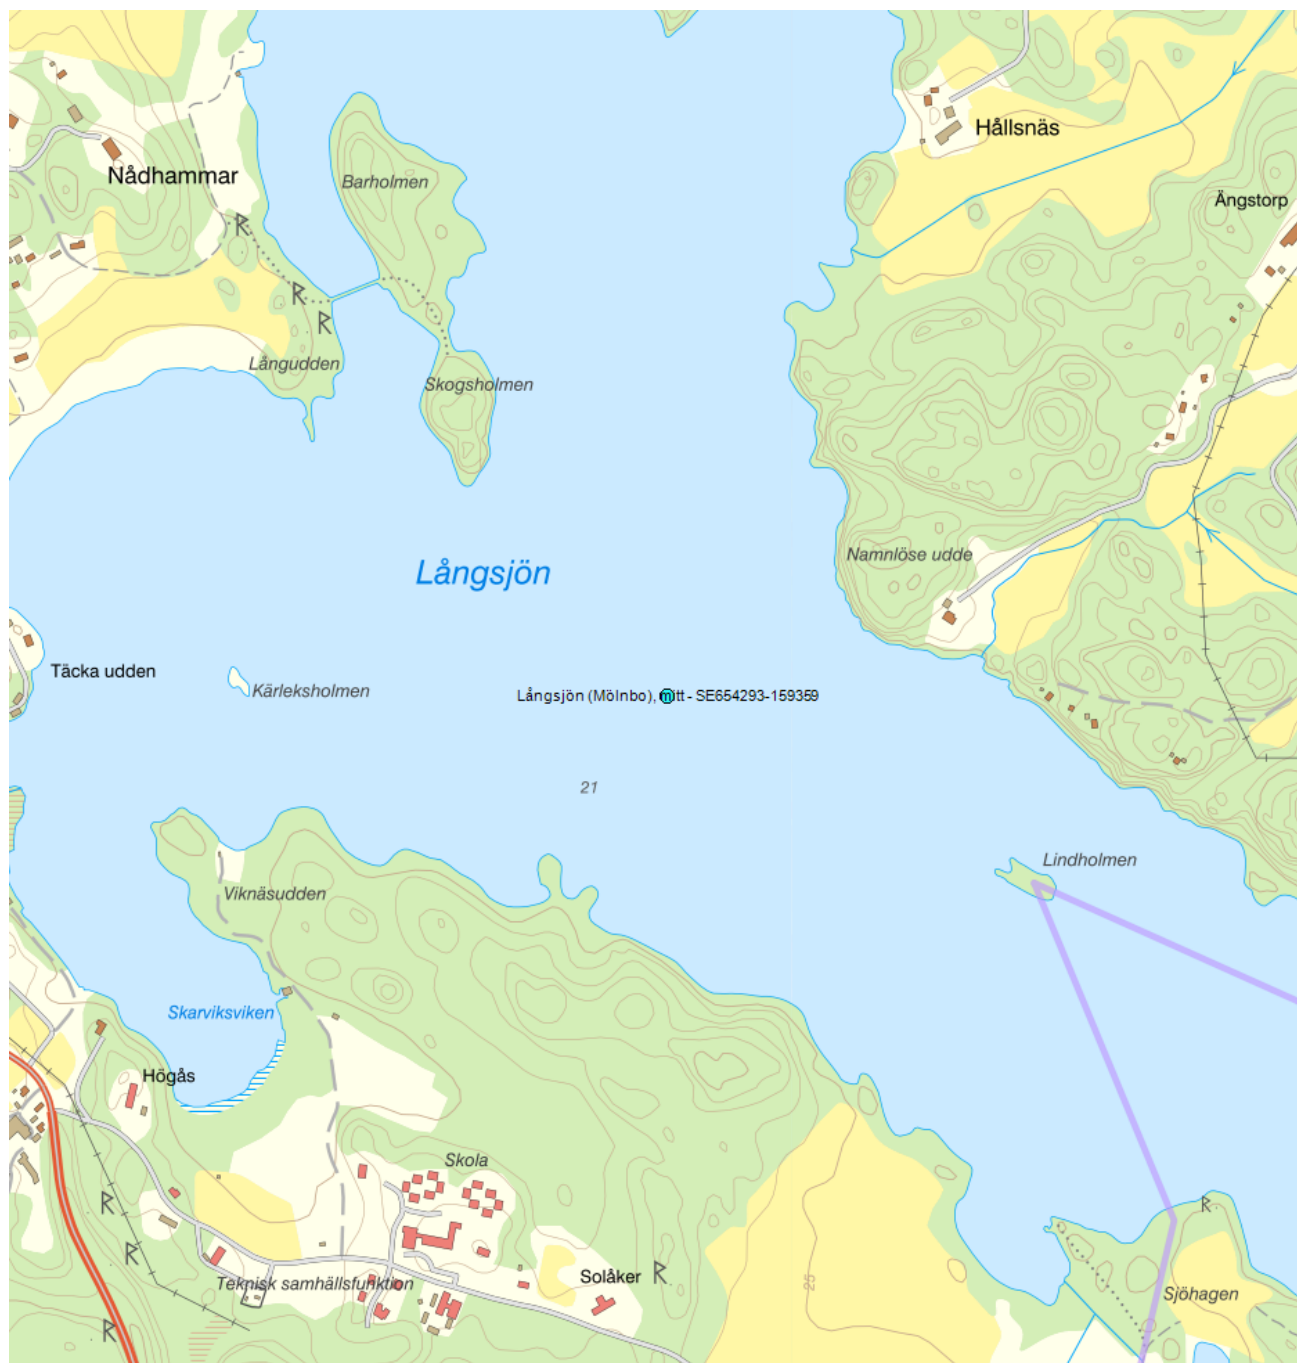 Hållsnäs
Nådhammar
Barholmen
Ängstorp
R
R
R
Långudden
Skogsholmen
Namnlöse udde
Långsjön
Täcka udden
Kärleksholmen
Långsjön (Mölnbo), mitt - SE654293-159359
21
Lindholmen
Viknäsudden
Skarviksviken
Högås
Skola
R
R
R
Solåker
R
Teknisk samhällsfunktion
25
Sjöhagen
R